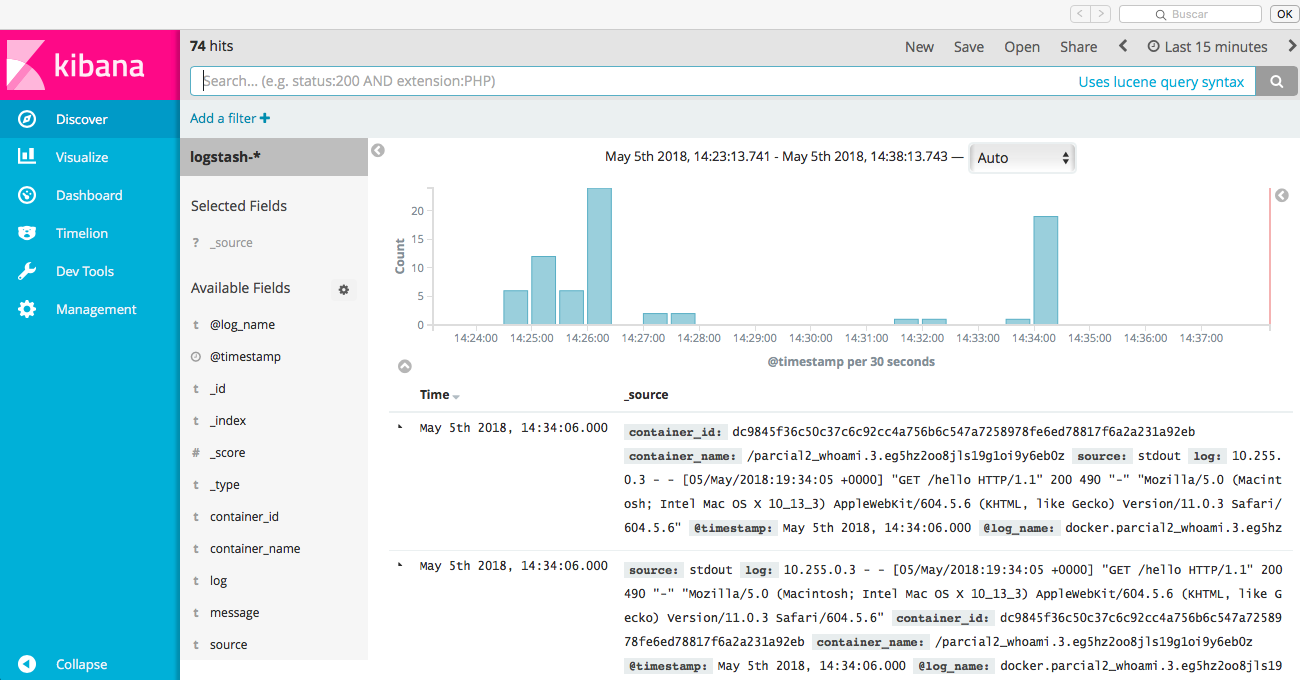 Buscar
OK
kibana
74 hits
New Save Open Share Last 15 minutes
Search... (e.g. status:200 AND extension:PHP)
Uses lucene query syntax
Add a filter
Discover
Visualize
Dashboard
Timelion
Dev Tools
Management
Collapse
logstash-*
Selected Fields
? _source
Available Fields
t @log_name
@timestamp
t _id
t _index
# _score
t _type
t container_id
t container_name
t log
t message
t source
May 5th 2018, 14:23:13.741 - May 5th 2018, 14:38:13.743 —
Auto
Count
20
15
10
5
0
14:24:00 14:25:00 14:26:00 14:27:00 14:28:00 14:29:00 14:30:00 14:31:00 14:32:00 14:33:00 14:34:00 14:35:00 14:36:00 14:37:00
@timestamp per 30 seconds
Time _source
May 5th 2018, 14:34:06.000
container_id: dc9845f36c50c37c6c92cc4a756b6c547a7258978fe6ed78817f6a2a231a92eb
container_name: /parcial2_whoami.3.eg5hz2oo8jls19g1oi9y6eb0z source: stdout log: 10.255.
0.3 - - [05/May/2018:19:34:05 +0000] "GET /hello HTTP/1.1" 200 490 "-" "Mozilla/5.0 (Macint
osh; Intel Mac OS X 10_13_3) AppleWebKit/604.5.6 (KHTML, like Gecko) Version/11.0.3 Safari/
604.5.6" @timestamp: May 5th 2018, 14:34:06.000 @log_name: docker.parcial2_whoami.3.eg5hz
May 5th 2018, 14:34:06.000
source: stdout log: 10.255.0.3 - - [05/May/2018:19:34:05 +0000] "GET /hello HTTP/1.1" 200
490 "-" "Mozilla/5.0 (Macintosh; Intel Mac OS X 10_13_3) AppleWebKit/604.5.6 (KHTML, like G
ecko) Version/11.0.3 Safari/604.5.6" container_id: dc9845f36c50c37c6c92cc4a756b6c547a72589
78fe6ed78817f6a2a231a92eb container_name: /parcial2_whoami.3.eg5hz2oo8jls19g1oi9y6eb0z
@timestamp: May 5th 2018, 14:34:06.000 @log_name: docker.parcial2_whoami.3.eg5hz2oo8jls19